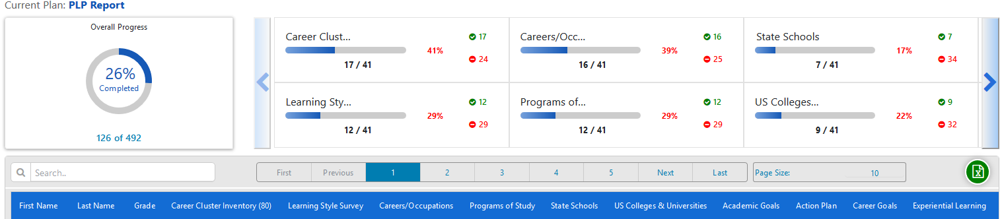 Current Plan: PLP Report
Overall Progress
26%
Completed
126 of 492
Career Clust...
41%
17
24
17 / 41
Careers/Occ...
39%
16
25
16 / 41
State Schools
17%
7
34
7 / 41
Learning Sty...
29%
12
29
12 / 41
Programs of...
29%
12
29
12 / 41
US Colleges...
22%
9
32
9 / 41
Search..
First Previous 1 2 3 4 5 Next Last
Page Size: 10
First Name Last Name Grade Career Cluster Inventory (80) Learning Style Survey Careers/Occupations Programs of Study State Schools US Colleges & Universities Academic Goals Action Plan Career Goals Experiential Learning